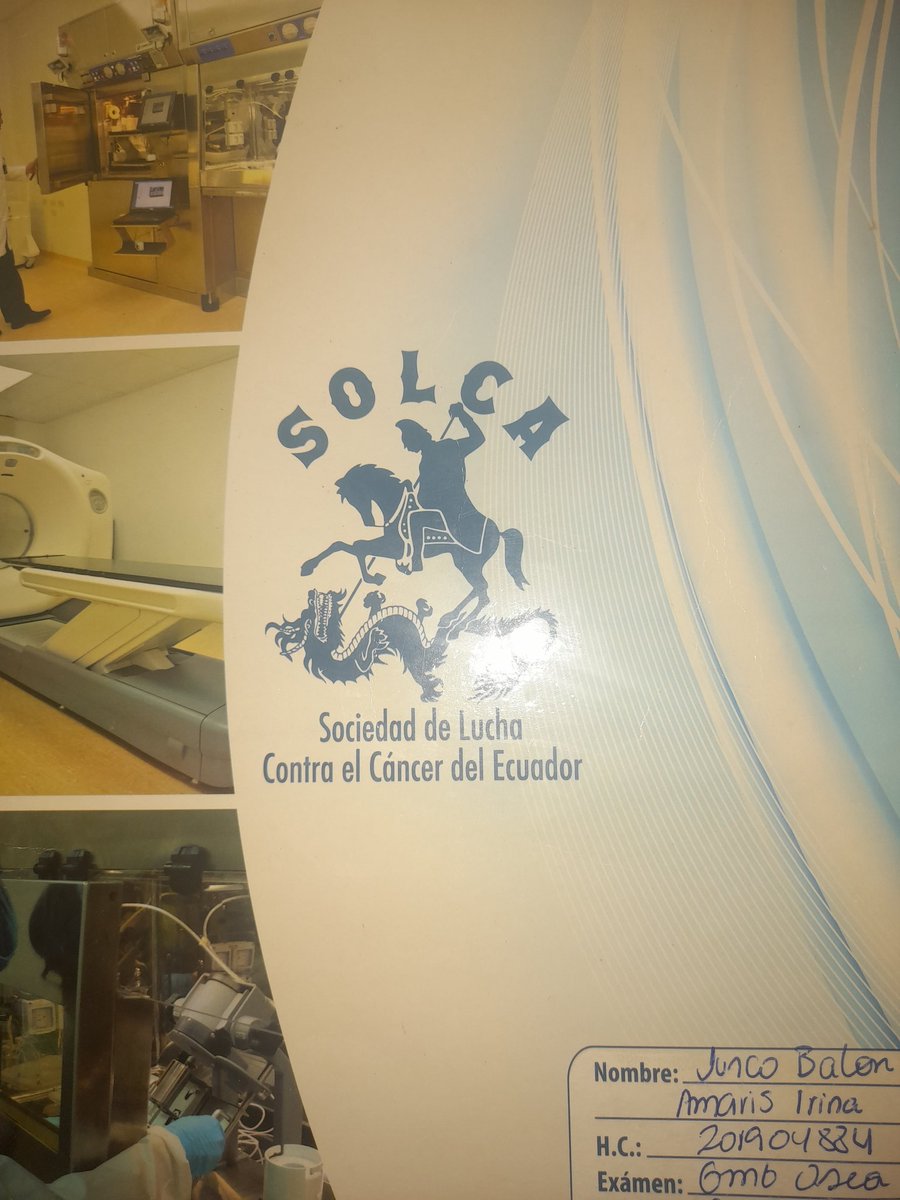 SOLCA
Sociedad de Lucha
Contra el Cáncer del Ecuador
Nombre: Junco Balon
Amaris Irina
H.C.: 201904884
Exámen: Gmb Osea